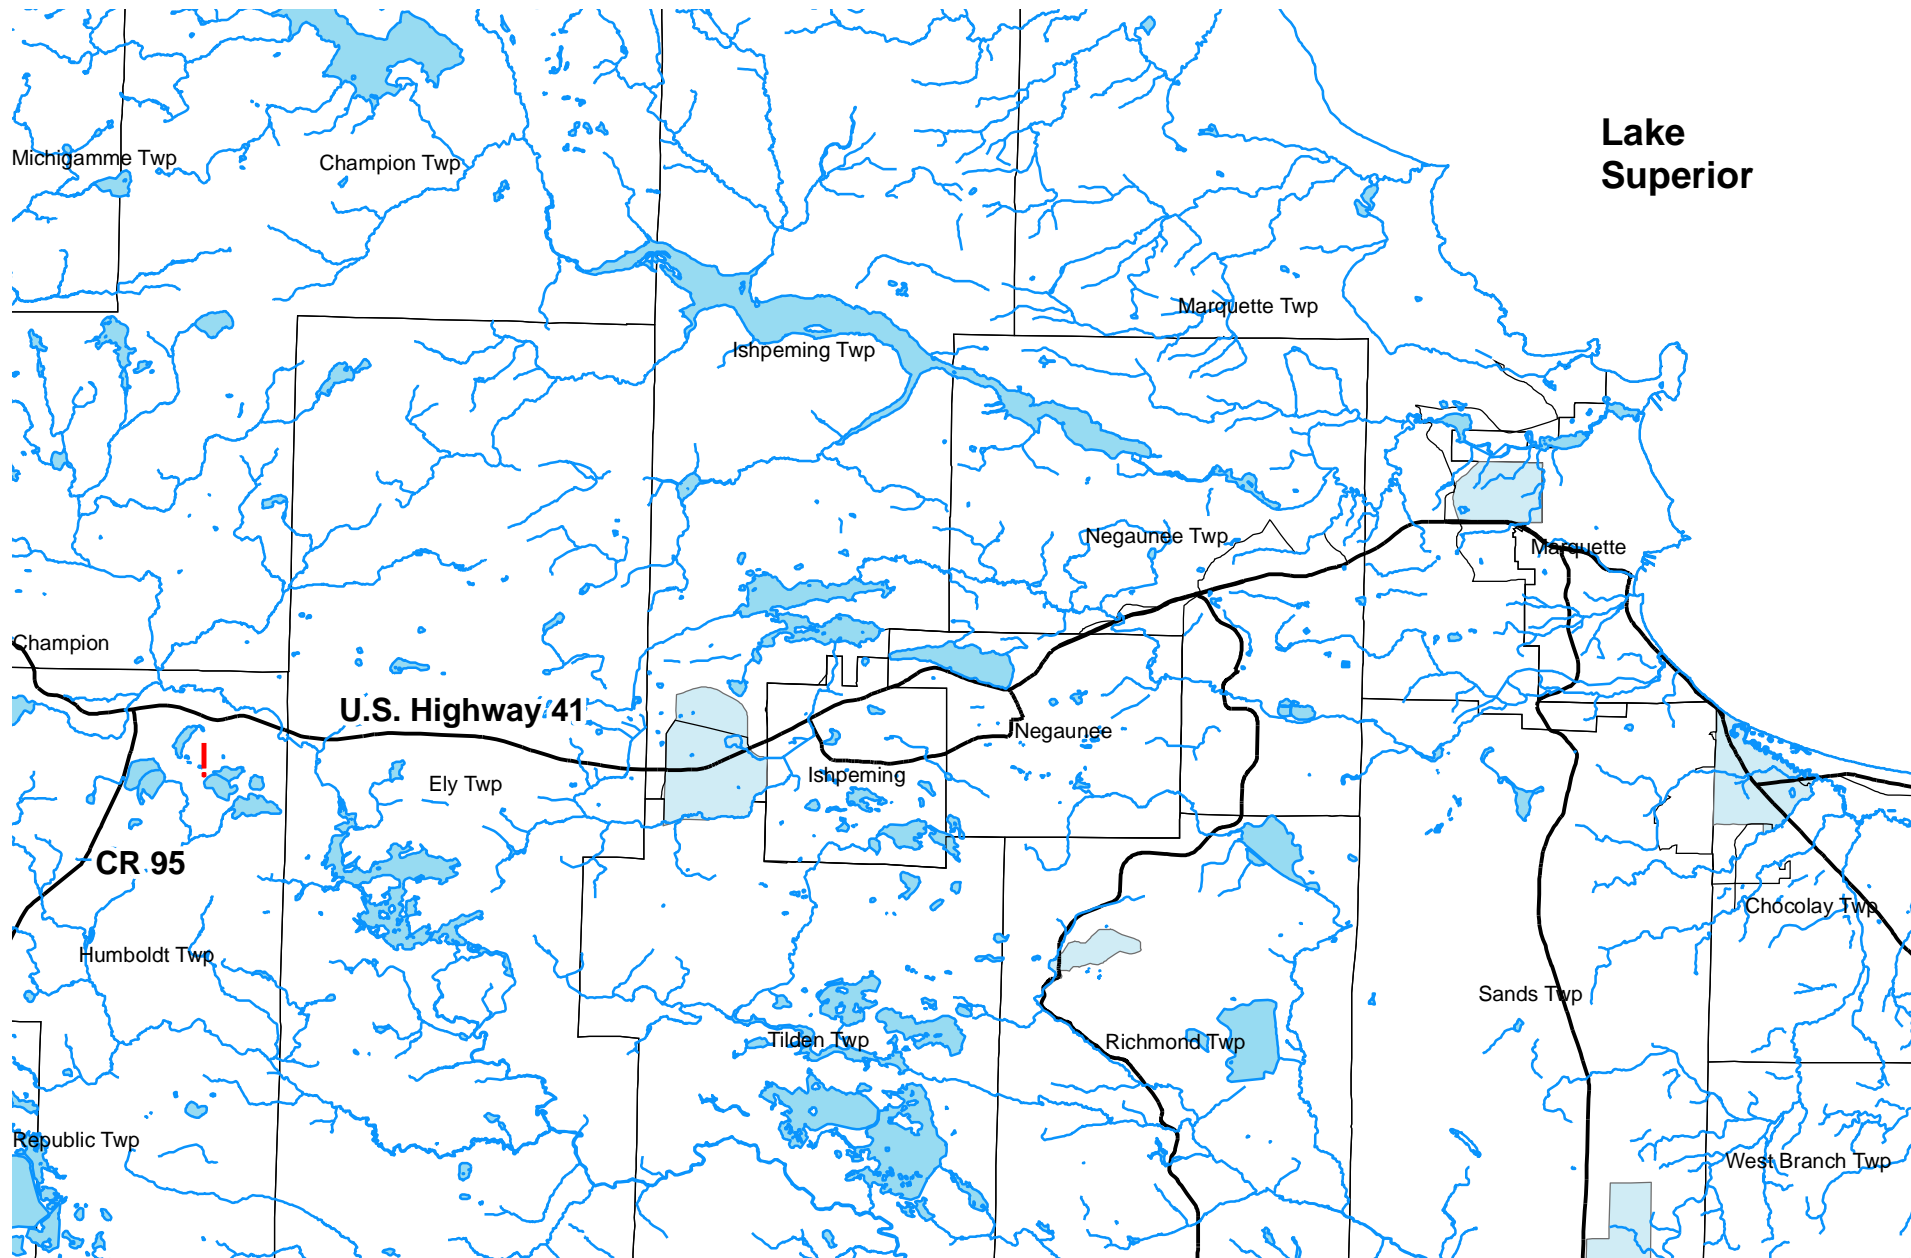 Lake
Superior
Michigamme Twp
Champion Twp
Marquette Twp
Ishpeming Twp
Negaunee Twp
Marquette
Champion
U.S. Highway 41
Negaunee
!
Ishpeming
Ely Twp
CR 95
Chocolay Twp
Humboldt Twp
Sands Twp
Tilden Twp
Richmond Twp
Republic Twp
West Branch Twp